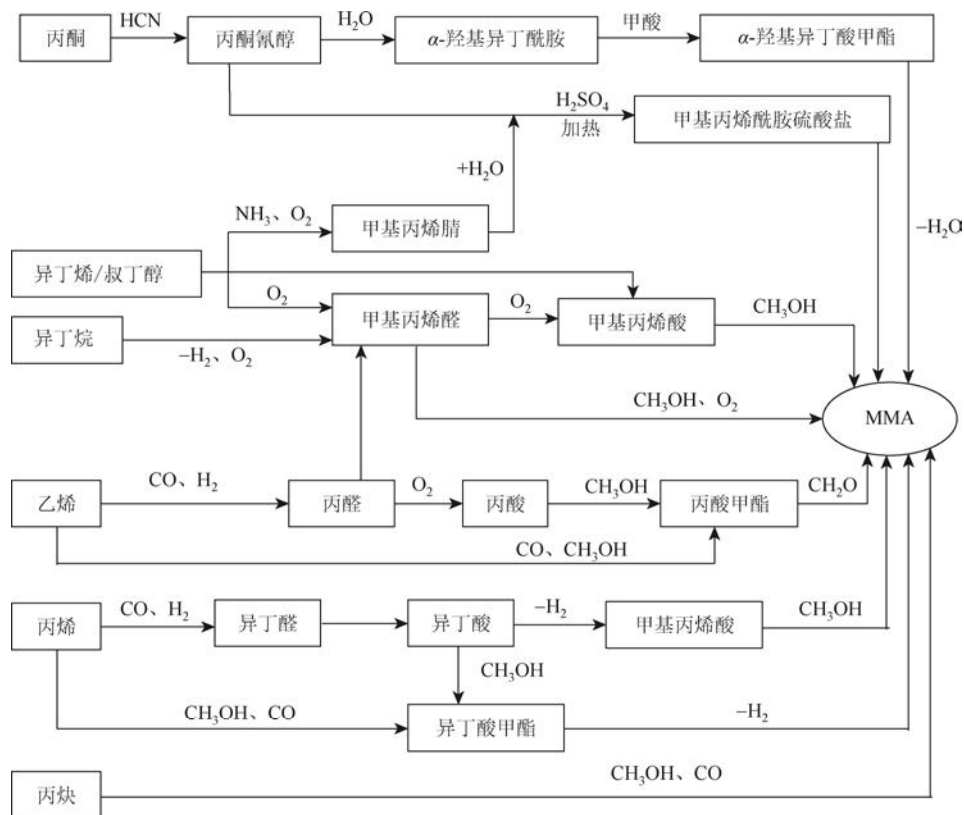 丙酮
HCN
丙酮氰醇
H₂O
α-羟基异丁酰胺
甲酸
α-羟基异丁酸甲酯
H₂SO₄
加热
甲基丙烯酰胺硫酸盐
+H₂O
NH₃、O₂
甲基丙烯腈
−H₂O
异丁烯/叔丁醇
O₂
甲基丙烯醛
O₂
甲基丙烯酸
CH₃OH
异丁烷
−H₂、O₂
CH₃OH、O₂
MMA
乙烯
CO、H₂
丙醛
O₂
丙酸
CH₃OH
丙酸甲酯
CH₂O
CO、CH₃OH
丙烯
CO、H₂
异丁醛
异丁酸
−H₂
甲基丙烯酸
CH₃OH
CH₃OH
CH₃OH、CO
异丁酸甲酯
−H₂
丙炔
CH₃OH、CO